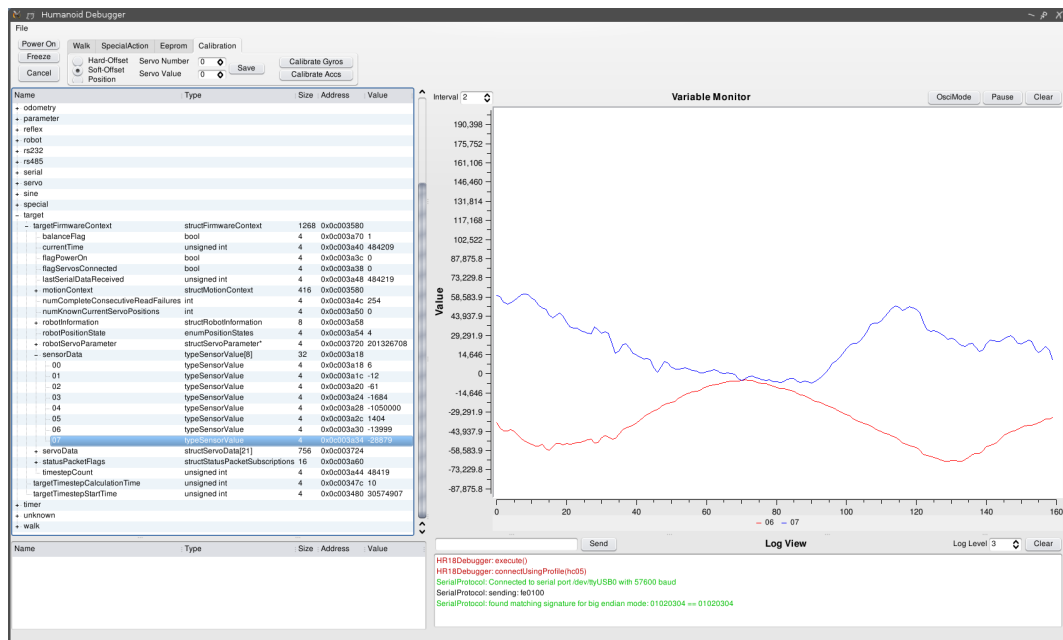 Humanoid Debugger
File
Power On
Freeze
Cancel
Walk SpecialAction Eeprom Calibration
Hard-Offset
Soft-Offset
Position
Servo Number 0
Servo Value 0
Save
Calibrate Gyros
Calibrate Accs
Name Type Size Address Value
+ odometry
+ parameter
+ reflex
+ robot
+ rs232
+ rs485
+ serial
+ servo
+ sine
+ special
- target
- targetFirmwareContext structFirmwareContext 1268 0x0c003580
balanceFlag bool 4 0x0c003a70 1
currentTime unsigned int 4 0x0c003a40 484209
flagPowerOn bool 4 0x0c003a3c 0
flagServosConnected bool 4 0x0c003a38 0
lastSerialDataReceived unsigned int 4 0x0c003a48 484219
+ motionContext structMotionContext 416 0x0c003580
numCompleteConsecutiveReadFailures int 4 0x0c003a4c 254
numKnownCurrentServoPositions int 4 0x0c003a50 0
+ robotInformation structRobotInformation 8 0x0c003a58
robotPositionState enumPositionStates 4 0x0c003a54 4
+ robotServoParameter structServoParameter* 4 0x0c003720 201326708
- sensorData typeSensorValue[8] 32 0x0c003a18
00 typeSensorValue 4 0x0c003a18 6
01 typeSensorValue 4 0x0c003a1c -12
02 typeSensorValue 4 0x0c003a20 -61
03 typeSensorValue 4 0x0c003a24 -1684
04 typeSensorValue 4 0x0c003a28 -1050000
05 typeSensorValue 4 0x0c003a2c 1404
06 typeSensorValue 4 0x0c003a30 -13999
07 typeSensorValue 4 0x0c003a34 -28879
+ servoData structServoData[21] 756 0x0c003724
+ statusPacketFlags structStatusPacketSubscriptions 16 0x0c003a60
timestepCount unsigned int 4 0x0c003a44 48419
targetTimestepCalculationTime unsigned int 4 0x0c00347c 10
targetTimestepStartTime unsigned int 4 0x0c003480 30574907
+ timer
+ unknown
+ walk
Name Type Size Address Value
Interval 2
Variable Monitor
OsciMode Pause Clear
Value
190,398
175,752
161,106
146,460
131,814
117,168
102,522
87,875.8
73,229.8
58,583.9
43,937.9
29,291.9
14,646
0
-14,646
-29,291.9
-43,937.9
-58,583.9
-73,229.8
-87,875.8
0 20 40 60 80 100 120 140 160
06 07
Send
Log View
Log Level 3
Clear
HR18Debugger: execute()
HR18Debugger: connectUsingProfile(hc05)
SerialProtocol: Connected to serial port /dev/ttyUSB0 with 57600 baud
SerialProtocol: sending: fe0100
SerialProtocol: found matching signature for big endian mode: 01020304 == 01020304